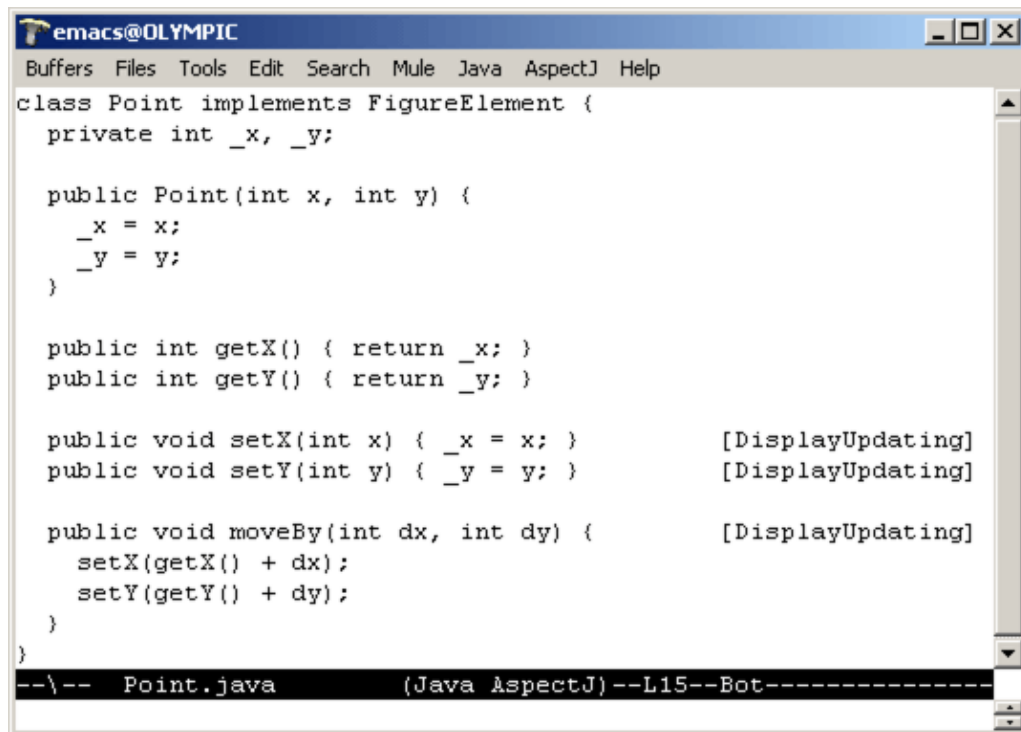 emacs@OLYMPIC
Buffers Files Tools Edit Search Mule Java AspectJ Help
class Point implements FigureElement {
  private int _x, _y;

  public Point(int x, int y) {
    _x = x;
    _y = y;
  }

  public int getX() { return _x; }
  public int getY() { return _y; }

  public void setX(int x) { _x = x; }         [DisplayUpdating]
  public void setY(int y) { _y = y; }         [DisplayUpdating]

  public void moveBy(int dx, int dy) {        [DisplayUpdating]
    setX(getX() + dx);
    setY(getY() + dy);
  }
}
--\--  Point.java        (Java AspectJ)--L15--Bot---------------